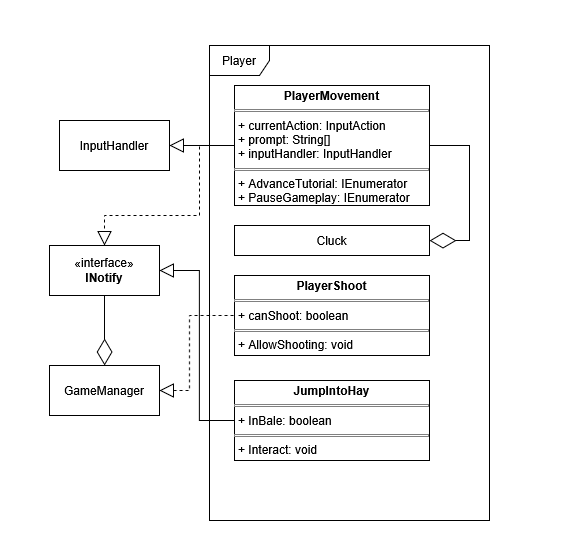 Player
PlayerMovement
+ currentAction: InputAction
+ prompt: String[]
+ inputHandler: InputHandler
+ AdvanceTutorial: IEnumerator
+ PauseGameplay: IEnumerator
InputHandler
Cluck
«interface»
INotify
PlayerShoot
+ canShoot: boolean
+ AllowShooting: void
GameManager
JumpIntoHay
+ InBale: boolean
+ Interact: void